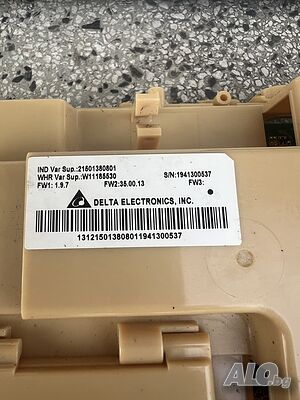 IND Var Sup.:21501380801
WHR Var Sup.:W11185530 S/N:1941300537
FW1: 1.9.7 FW2:35.00.13 FW3:
DELTA ELECTRONICS, INC.
131215013808011941300537
ALO.bg